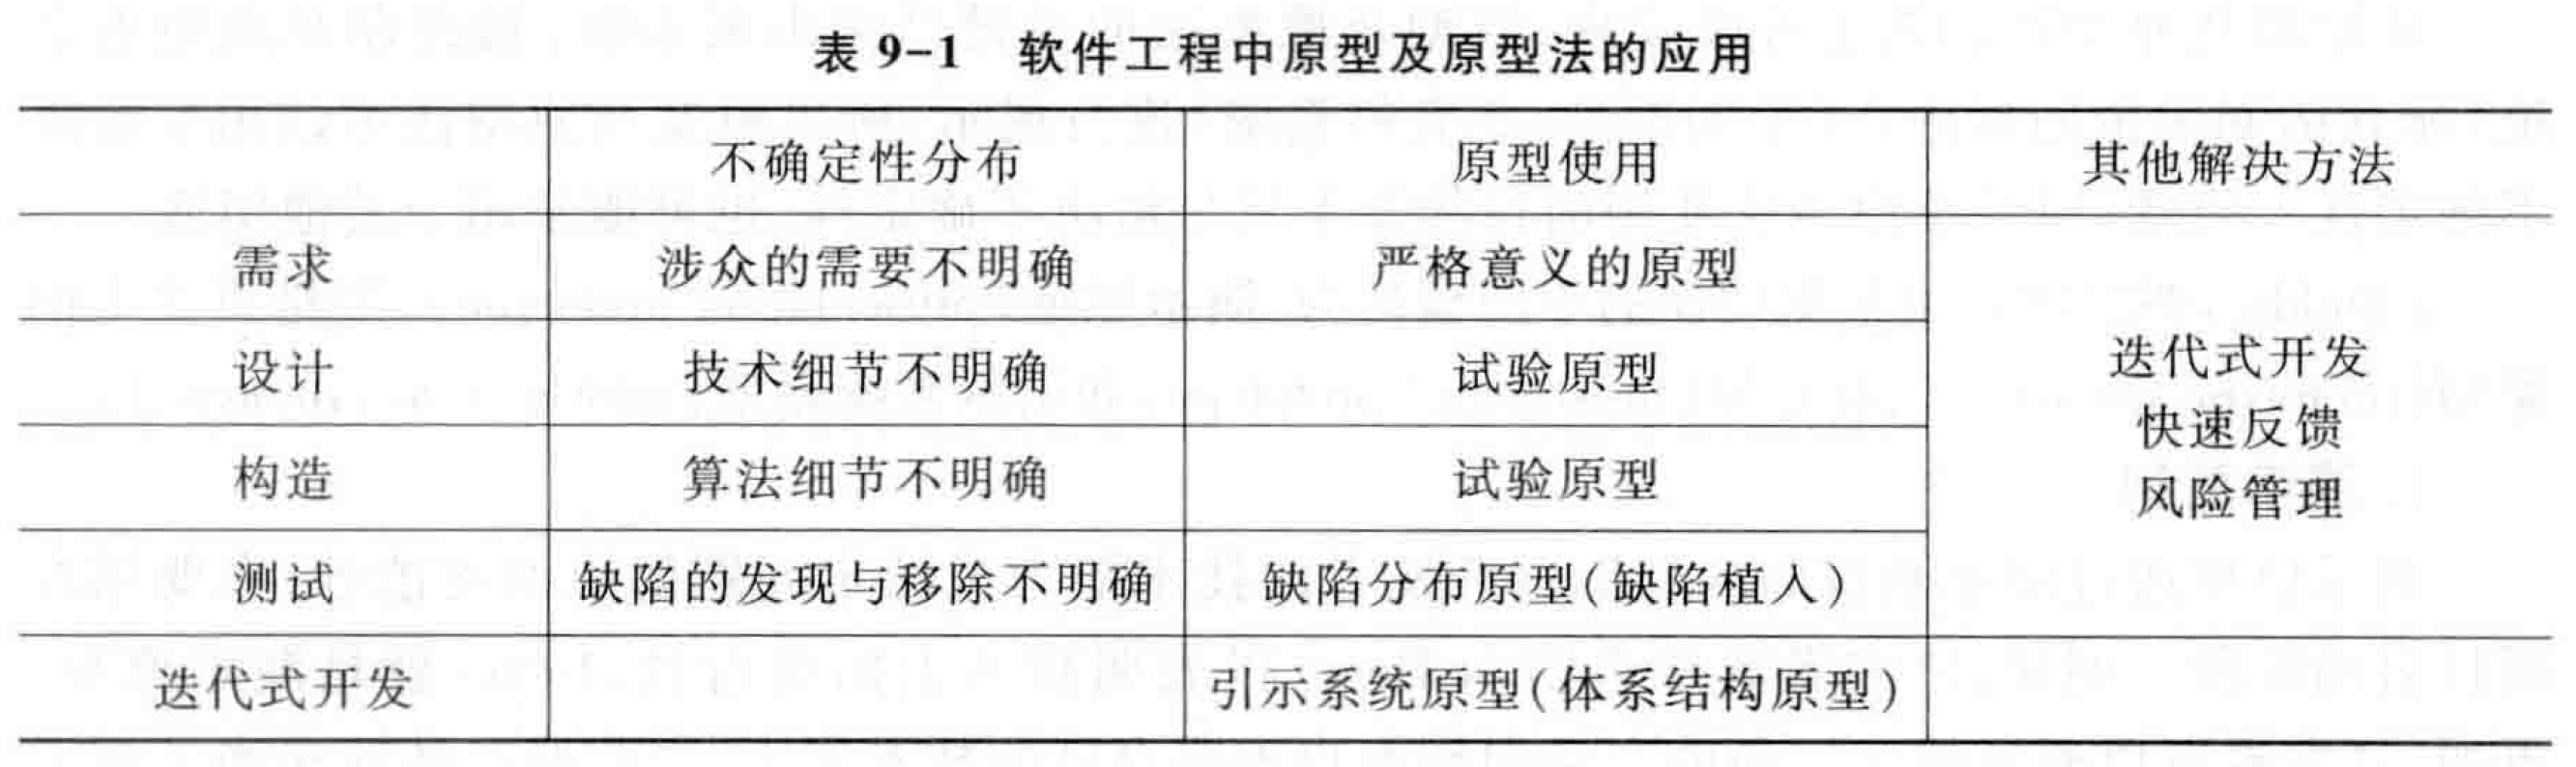 表 9-1 软件工程中原型及原型法的应用
不确定性分布 原型使用 其他解决方法
需求 涉众的需要不明确 严格意义的原型
设计 技术细节不明确 试验原型
迭代式开发
快速反馈
风险管理
构造 算法细节不明确 试验原型
测试 缺陷的发现与移除不明确 缺陷分布原型(缺陷植入)
迭代式开发 引示系统原型(体系结构原型)